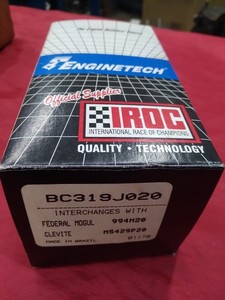 ENGINETECH
Official Supplier
IROC
INTERNATIONAL RACE OF CHAMPIONS
QUALITY · TECHNOLOGY
BC319J020
INTERCHANGES WITH
FEDERAL MOGUL 994M20
CLEVITE MS429P20
MADE IN BRAZIL